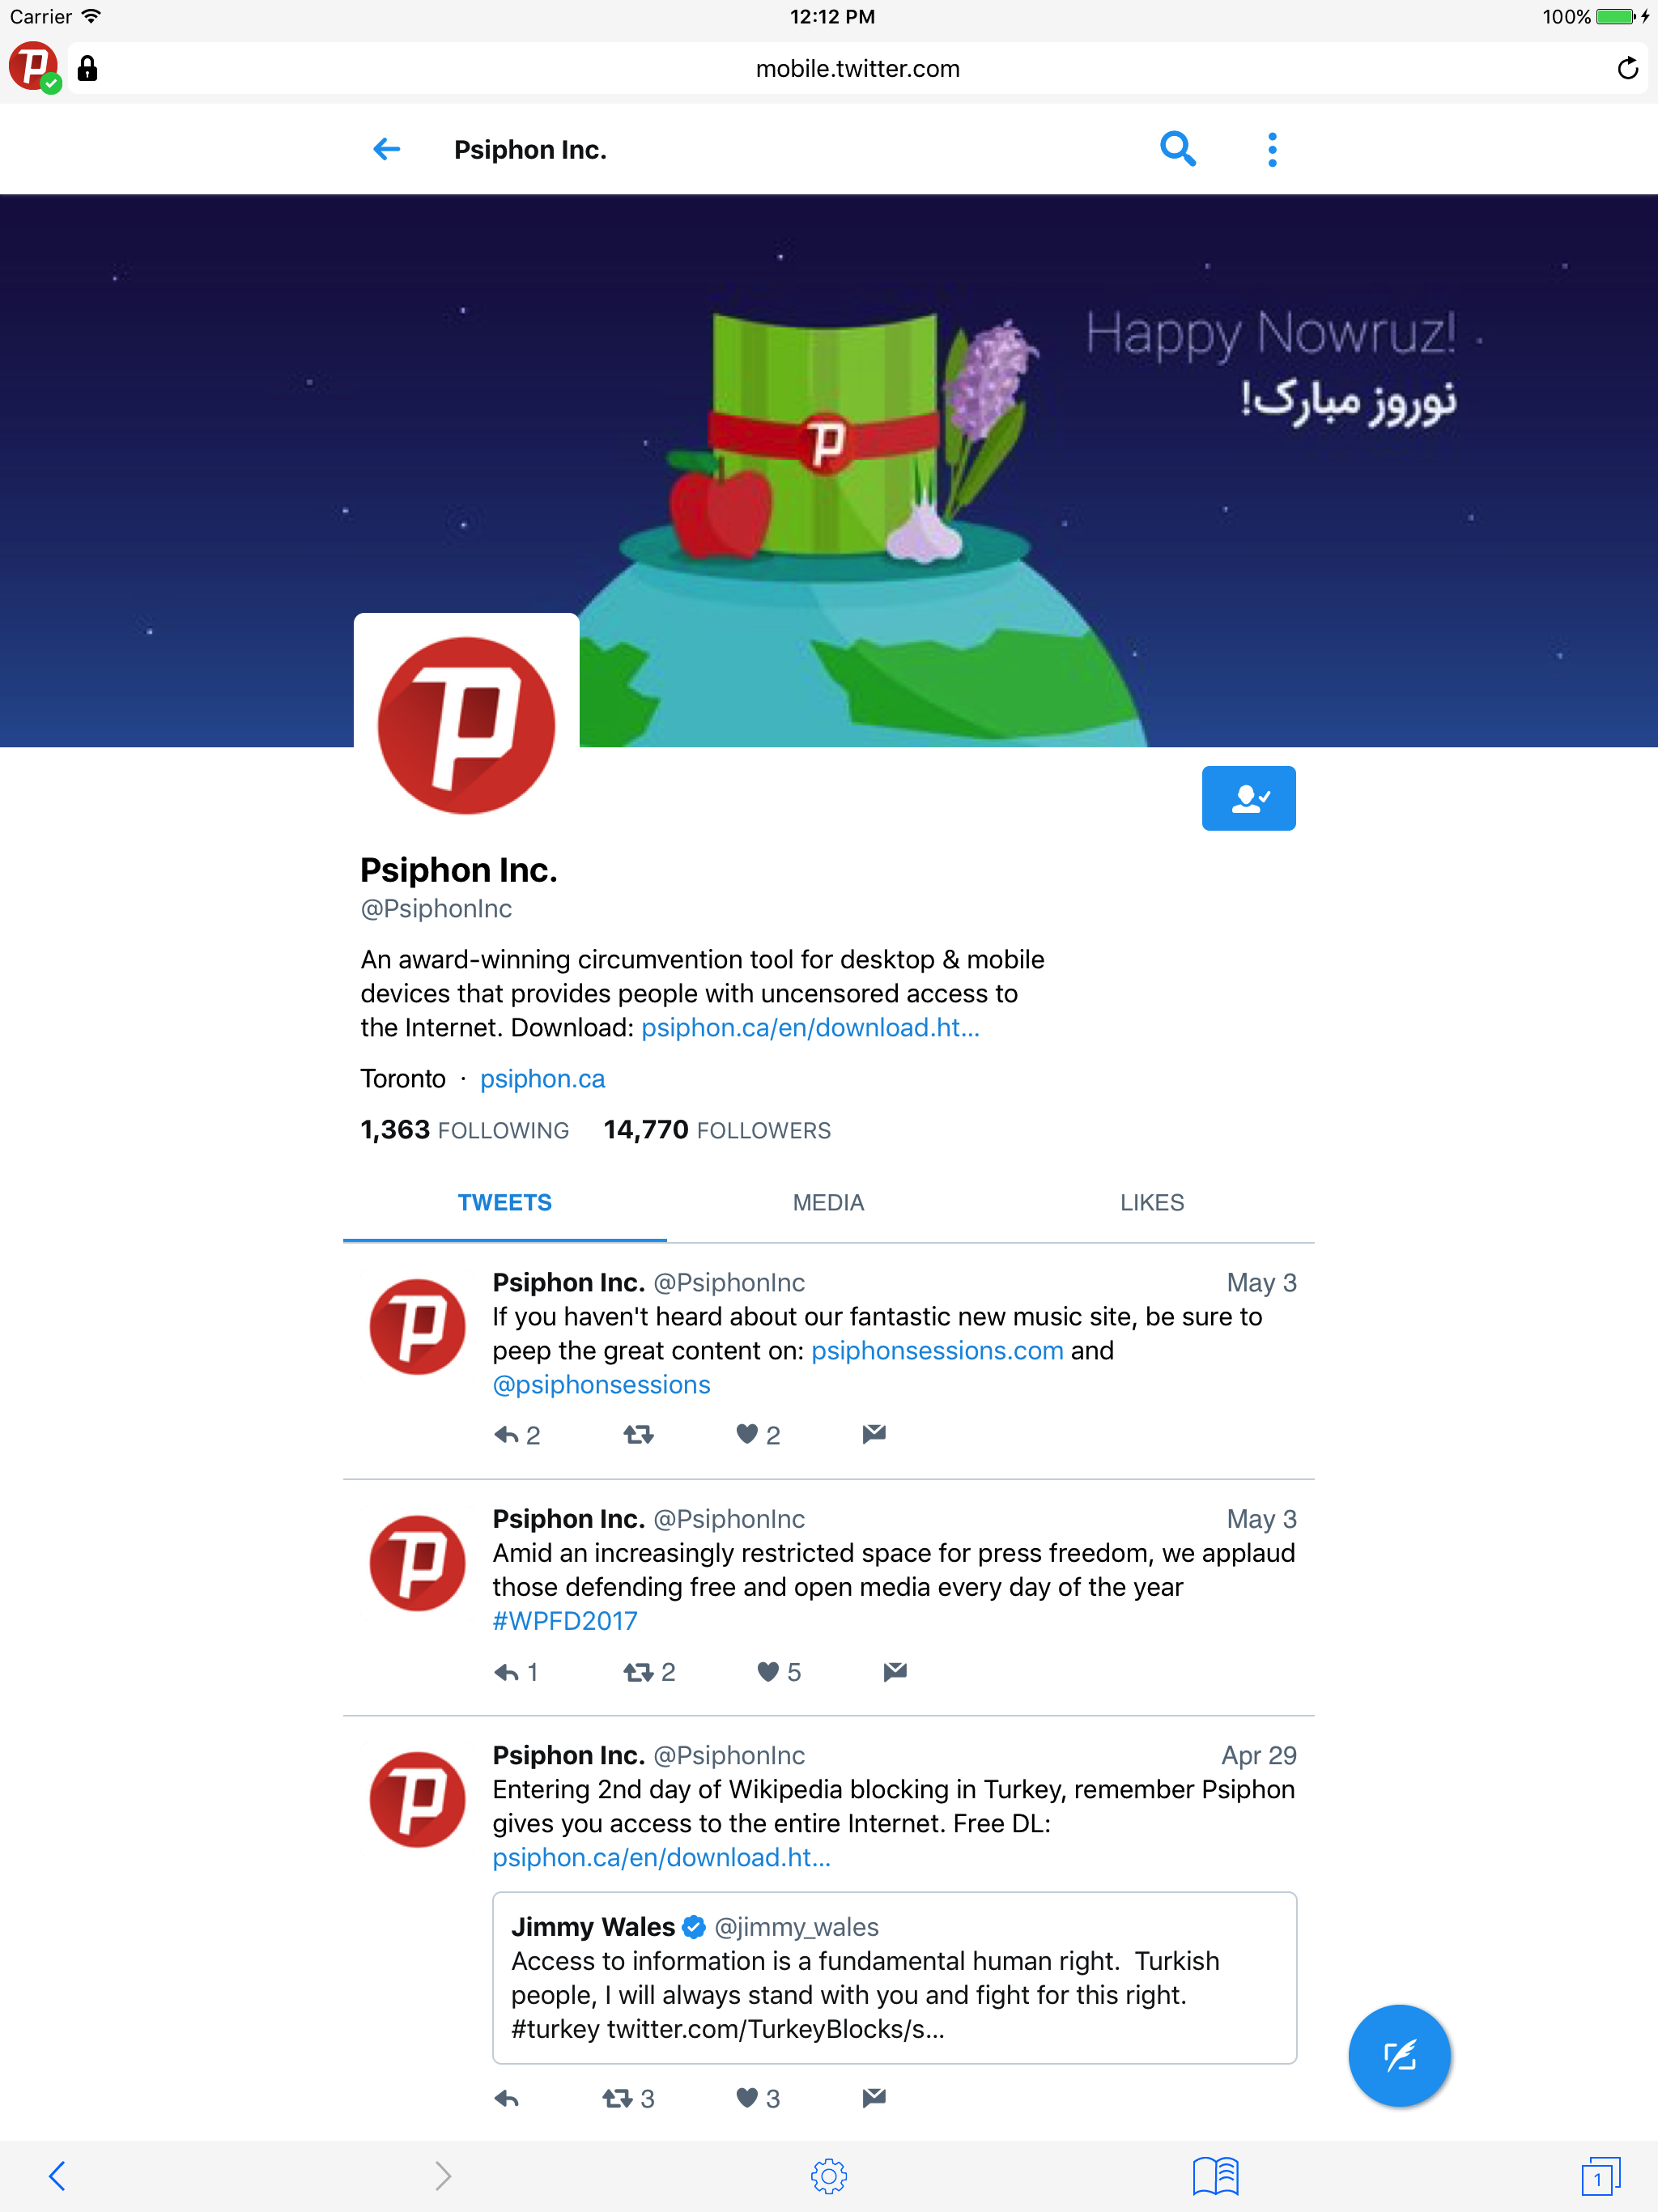 Carrier 12:12 PM 100%
mobile.twitter.com
Psiphon Inc.
Happy Nowruz!
نوروز مبارک!
Psiphon Inc.
@PsiphonInc
An award-winning circumvention tool for desktop & mobile
devices that provides people with uncensored access to
the Internet. Download: psiphon.ca/en/download.ht...
Toronto · psiphon.ca
1,363 FOLLOWING 14,770 FOLLOWERS
TWEETS MEDIA LIKES
Psiphon Inc. @PsiphonInc May 3
If you haven't heard about our fantastic new music site, be sure to
peep the great content on: psiphonsessions.com and
@psiphonsessions
2 2
Psiphon Inc. @PsiphonInc May 3
Amid an increasingly restricted space for press freedom, we applaud
those defending free and open media every day of the year
#WPFD2017
1 2 5
Psiphon Inc. @PsiphonInc Apr 29
Entering 2nd day of Wikipedia blocking in Turkey, remember Psiphon
gives you access to the entire Internet. Free DL:
psiphon.ca/en/download.ht...
Jimmy Wales @jimmy_wales
Access to information is a fundamental human right.  Turkish
people, I will always stand with you and fight for this right.
#turkey twitter.com/TurkeyBlocks/s...
3 3
1